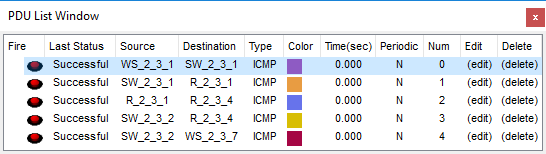 PDU List Window x
Fire Last Status Source Destination Type Color Time(sec) Periodic Num Edit Delete
Successful WS_2_3_1 SW_2_3_1 ICMP 0.000 N 0 (edit) (delete)
Successful SW_2_3_1 R_2_3_1 ICMP 0.000 N 1 (edit) (delete)
Successful R_2_3_1 R_2_3_4 ICMP 0.000 N 2 (edit) (delete)
Successful SW_2_3_2 R_2_3_4 ICMP 0.000 N 3 (edit) (delete)
Successful SW_2_3_2 WS_2_3_7 ICMP 0.000 N 4 (edit) (delete)